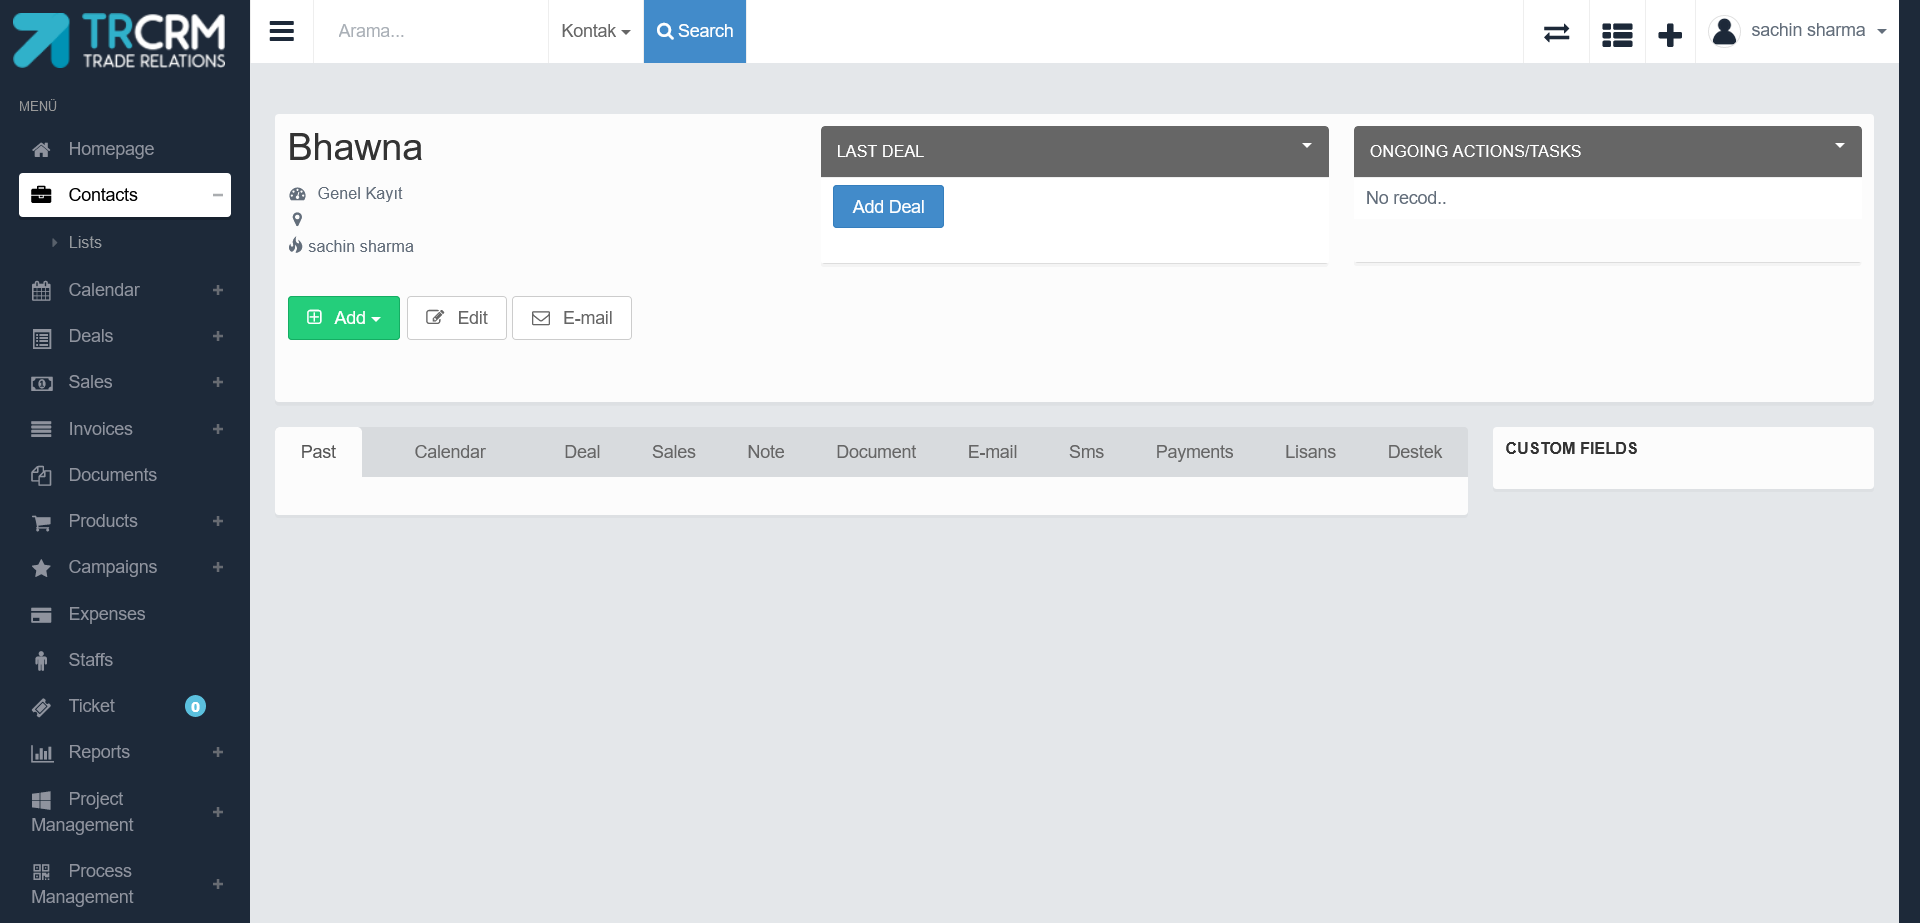 TRCRM
TRADE RELATIONS
Arama...
Kontak
Search
sachin sharma
MENÜ
Homepage
Contacts
Lists
Calendar
Deals
Sales
Invoices
Documents
Products
Campaigns
Expenses
Staffs
Ticket 0
Reports
Project
Management
Process
Management
Bhawna
Genel Kayıt
sachin sharma
Add
Edit
E-mail
LAST DEAL
Add Deal
ONGOING ACTIONS/TASKS
No recod..
Past Calendar Deal Sales Note Document E-mail Sms Payments Lisans Destek
CUSTOM FIELDS